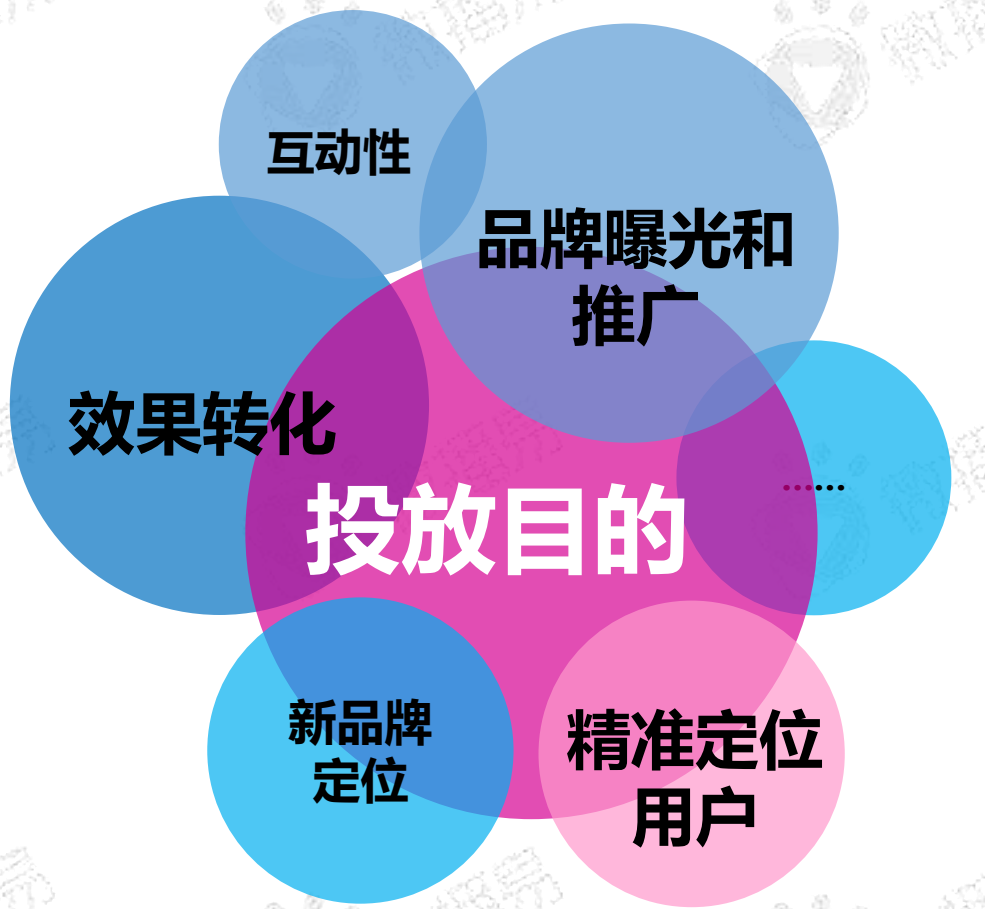 互动性
品牌曝光和
推广
效果转化
......
投放目的
新品牌
定位
精准定位
用户